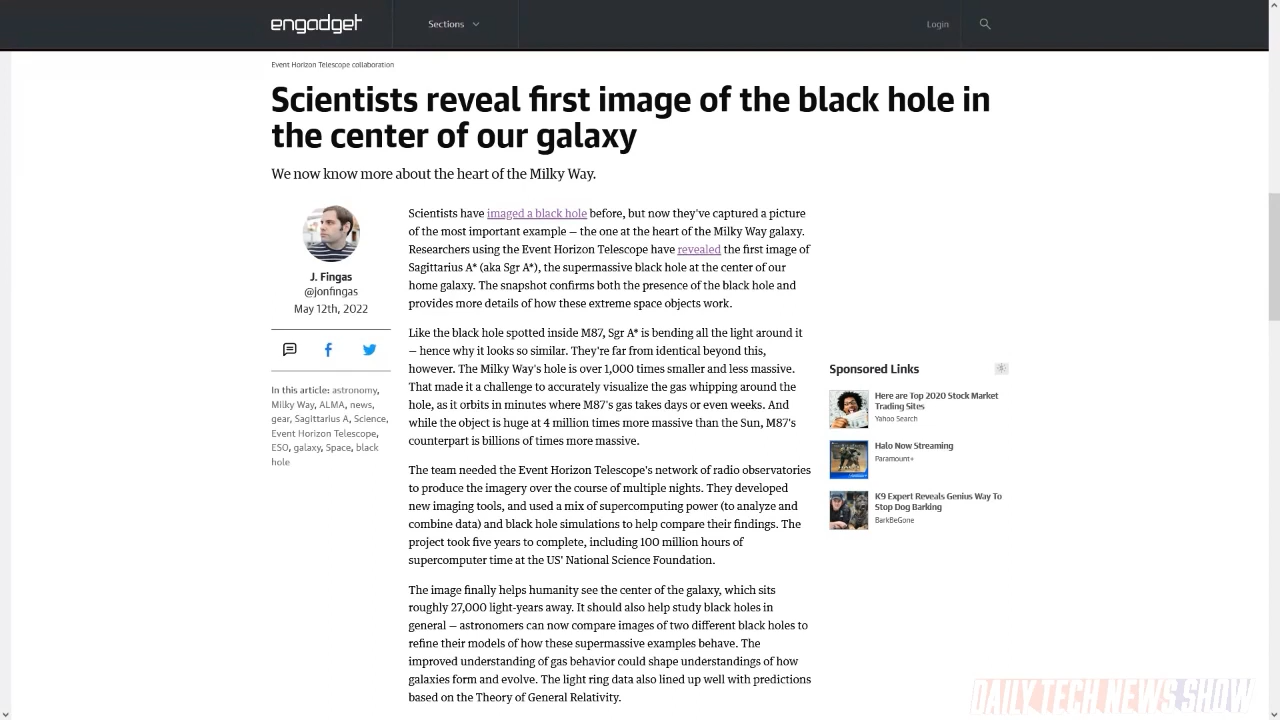 engadget
Sections
Login
Event Horizon Telescope collaboration
Scientists reveal first image of the black hole in
the center of our galaxy
We now know more about the heart of the Milky Way.
J. Fingas
@jonfingas
May 12th, 2022
In this article: astronomy,
Milky Way, ALMA, news,
gear, Sagittarius A, Science,
Event Horizon Telescope,
ESO, galaxy, Space, black
hole
Scientists have imaged a black hole before, but now they've captured a picture
of the most important example — the one at the heart of the Milky Way galaxy.
Researchers using the Event Horizon Telescope have revealed the first image of
Sagittarius A* (aka Sgr A*), the supermassive black hole at the center of our
home galaxy. The snapshot confirms both the presence of the black hole and
provides more details of how these extreme space objects work.
Like the black hole spotted inside M87, Sgr A* is bending all the light around it
— hence why it looks so similar. They're far from identical beyond this,
however. The Milky Way's hole is over 1,000 times smaller and less massive.
That made it a challenge to accurately visualize the gas whipping around the
hole, as it orbits in minutes where M87's gas takes days or even weeks. And
while the object is huge at 4 million times more massive than the Sun, M87's
counterpart is billions of times more massive.
The team needed the Event Horizon Telescope's network of radio observatories
to produce the imagery over the course of multiple nights. They developed
new imaging tools, and used a mix of supercomputing power (to analyze and
combine data) and black hole simulations to help compare their findings. The
project took five years to complete, including 100 million hours of
supercomputer time at the US' National Science Foundation.
The image finally helps humanity see the center of the galaxy, which sits
roughly 27,000 light-years away. It should also help study black holes in
general — astronomers can now compare images of two different black holes to
refine their models of how these supermassive examples behave. The
improved understanding of gas behavior could shape understandings of how
galaxies form and evolve. The light ring data also lined up well with predictions
based on the Theory of General Relativity.
Sponsored Links
Here are Top 2020 Stock Market
Trading Sites
Yahoo Search
Halo Now Streaming
Paramount+
K9 Expert Reveals Genius Way To
Stop Dog Barking
BarkBeGone
DAILY TECH NEWS SHOW